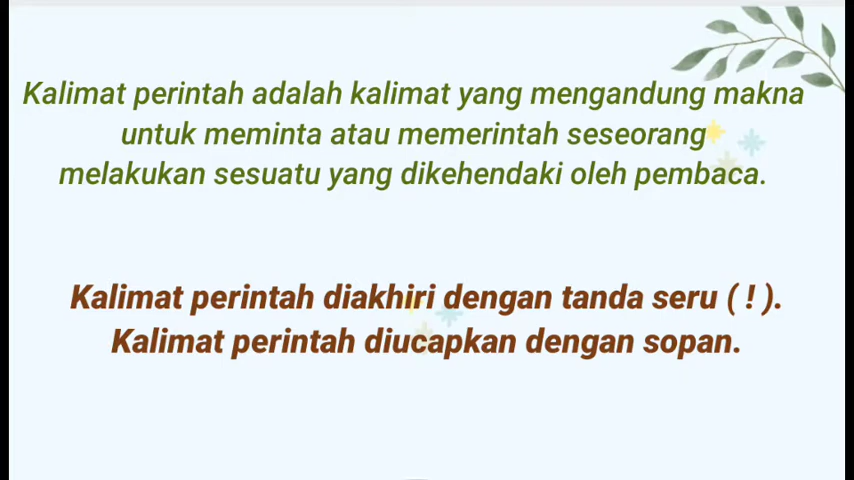 Kalimat perintah adalah kalimat yang mengandung makna
untuk meminta atau memerintah seseorang
melakukan sesuatu yang dikehendaki oleh pembaca.
Kalimat perintah diakhiri dengan tanda seru ( ! ).
Kalimat perintah diucapkan dengan sopan.